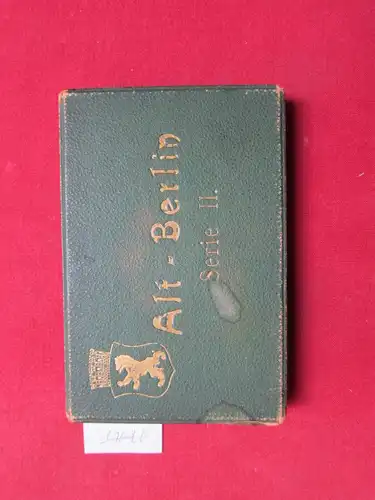 Alt - Berlin
Serie II.